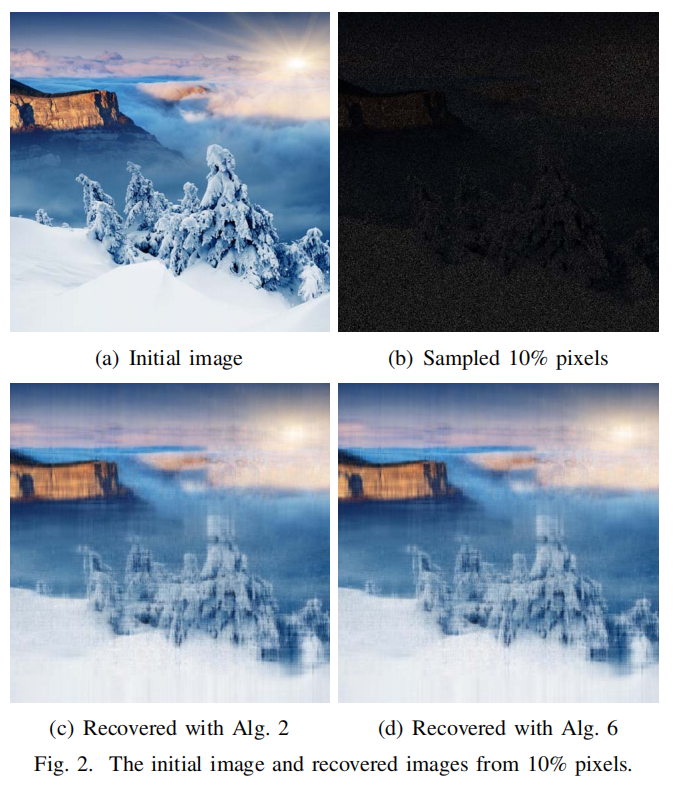 (a) Initial image
(b) Sampled 10% pixels
(c) Recovered with Alg. 2
(d) Recovered with Alg. 6
Fig. 2. The initial image and recovered images from 10% pixels.